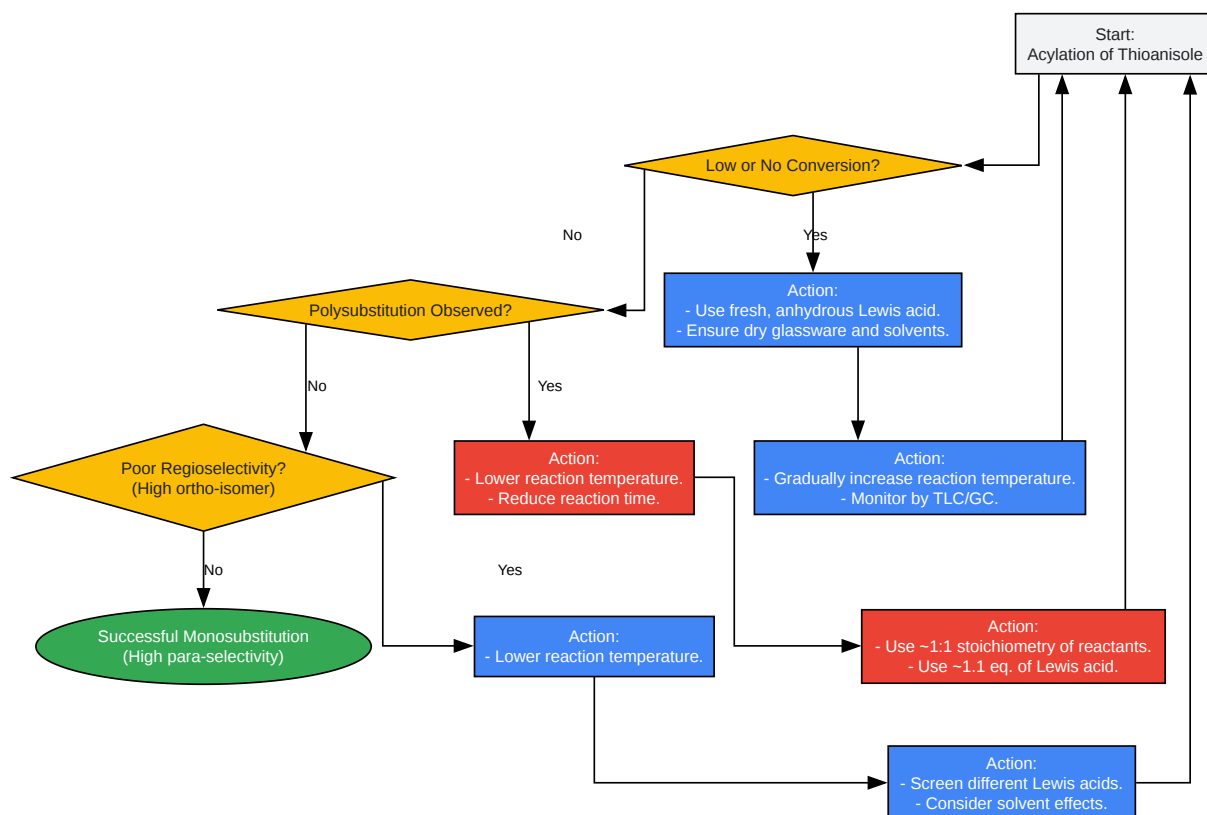 Start:
Acylation of Thioanisole
Low or No Conversion?
No
Yes
Action:
- Use fresh, anhydrous Lewis acid.
- Ensure dry glassware and solvents.
Polysubstitution Observed?
No
Yes
Poor Regioselectivity?
(High ortho-isomer)
Action:
- Lower reaction temperature.
- Reduce reaction time.
Action:
- Gradually increase reaction temperature.
- Monitor by TLC/GC.
No
Yes
Successful Monosubstitution
(High para-selectivity)
Action:
- Lower reaction temperature.
Action:
- Use ~1:1 stoichiometry of reactants.
- Use ~1.1 eq. of Lewis acid.
Action:
- Screen different Lewis acids.
- Consider solvent effects.